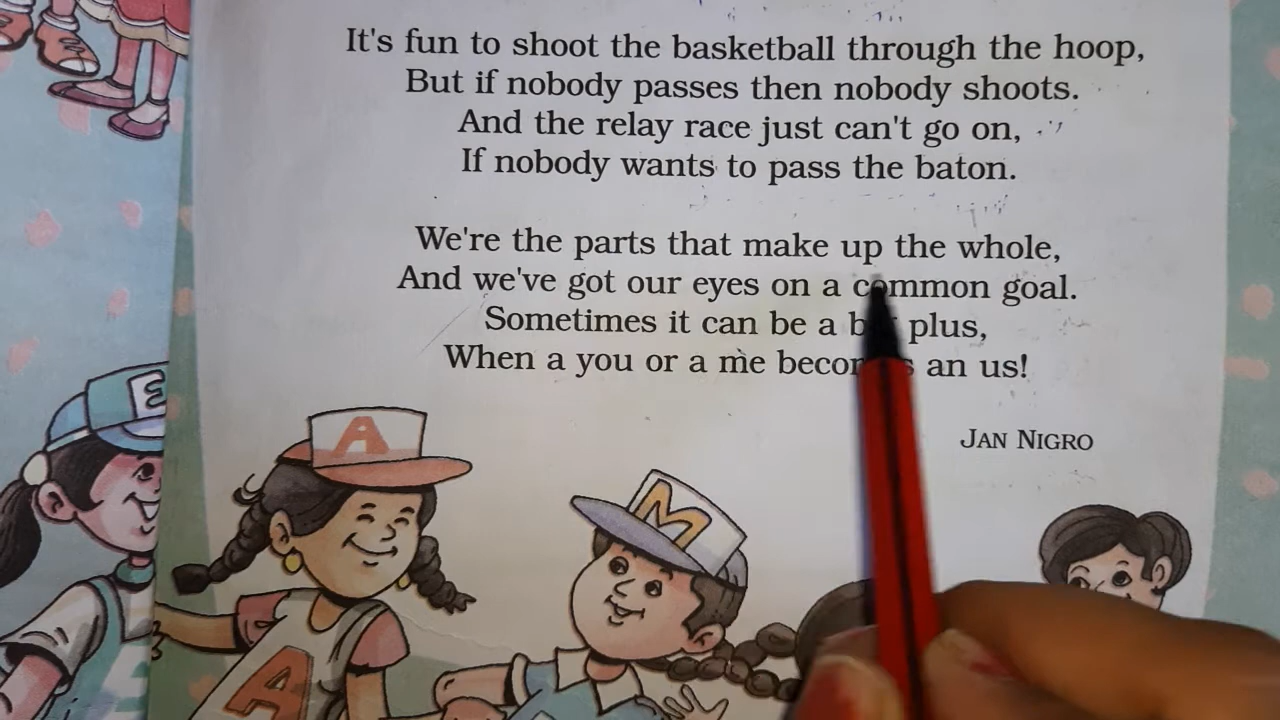 It's fun to shoot the basketball through the hoop,
But if nobody passes then nobody shoots.
And the relay race just can't go on,
If nobody wants to pass the baton.
We're the parts that make up the whole,
And we've got our eyes on a common goal.
Sometimes it can be a plus,
When a you or a me an us!
JAN NIGRO
E
A
M
A